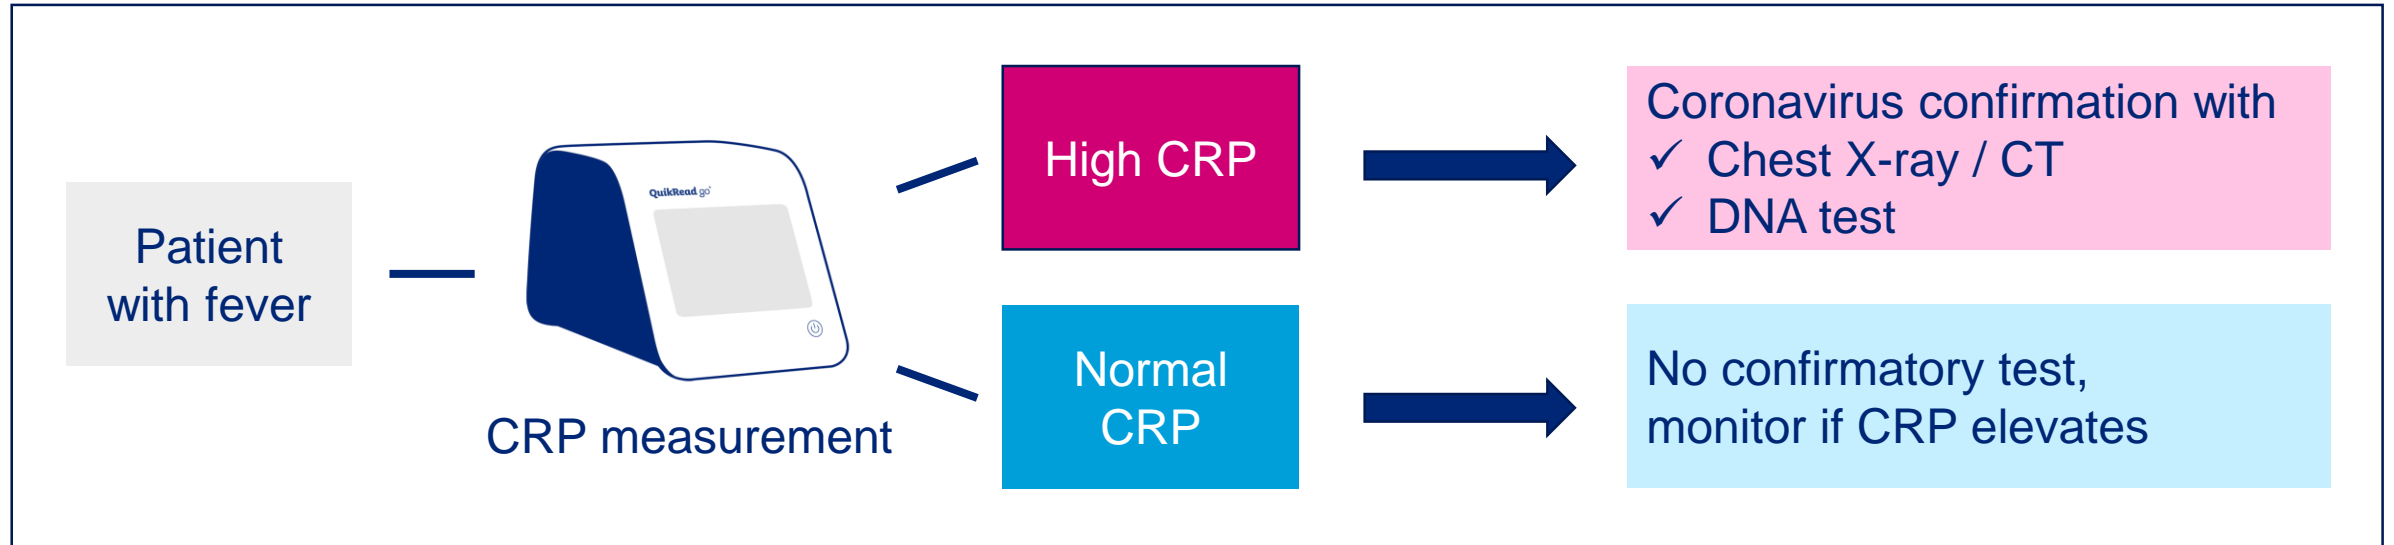 Patient
with fever
QuikRead go
CRP measurement
High CRP
Normal
CRP
Coronavirus confirmation with
✓ Chest X-ray / CT
✓ DNA test
No confirmatory test,
monitor if CRP elevates